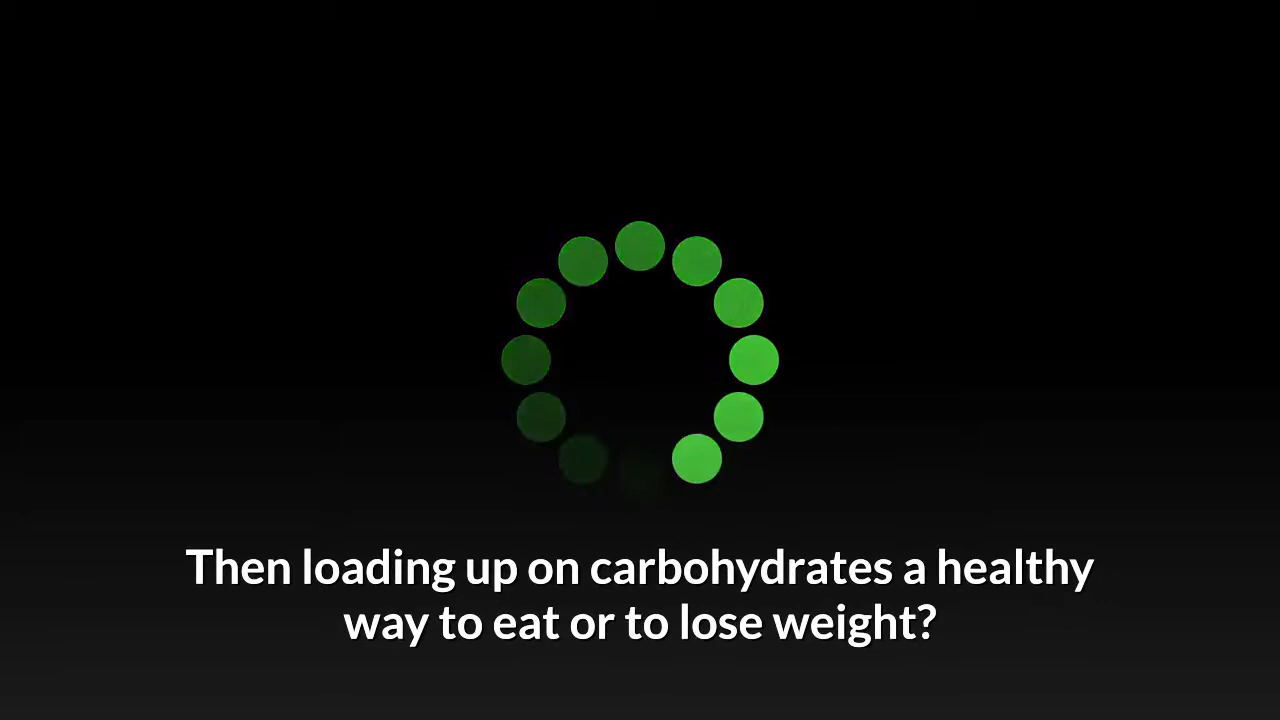 Then loading up on carbohydrates a healthy
way to eat or to lose weight?